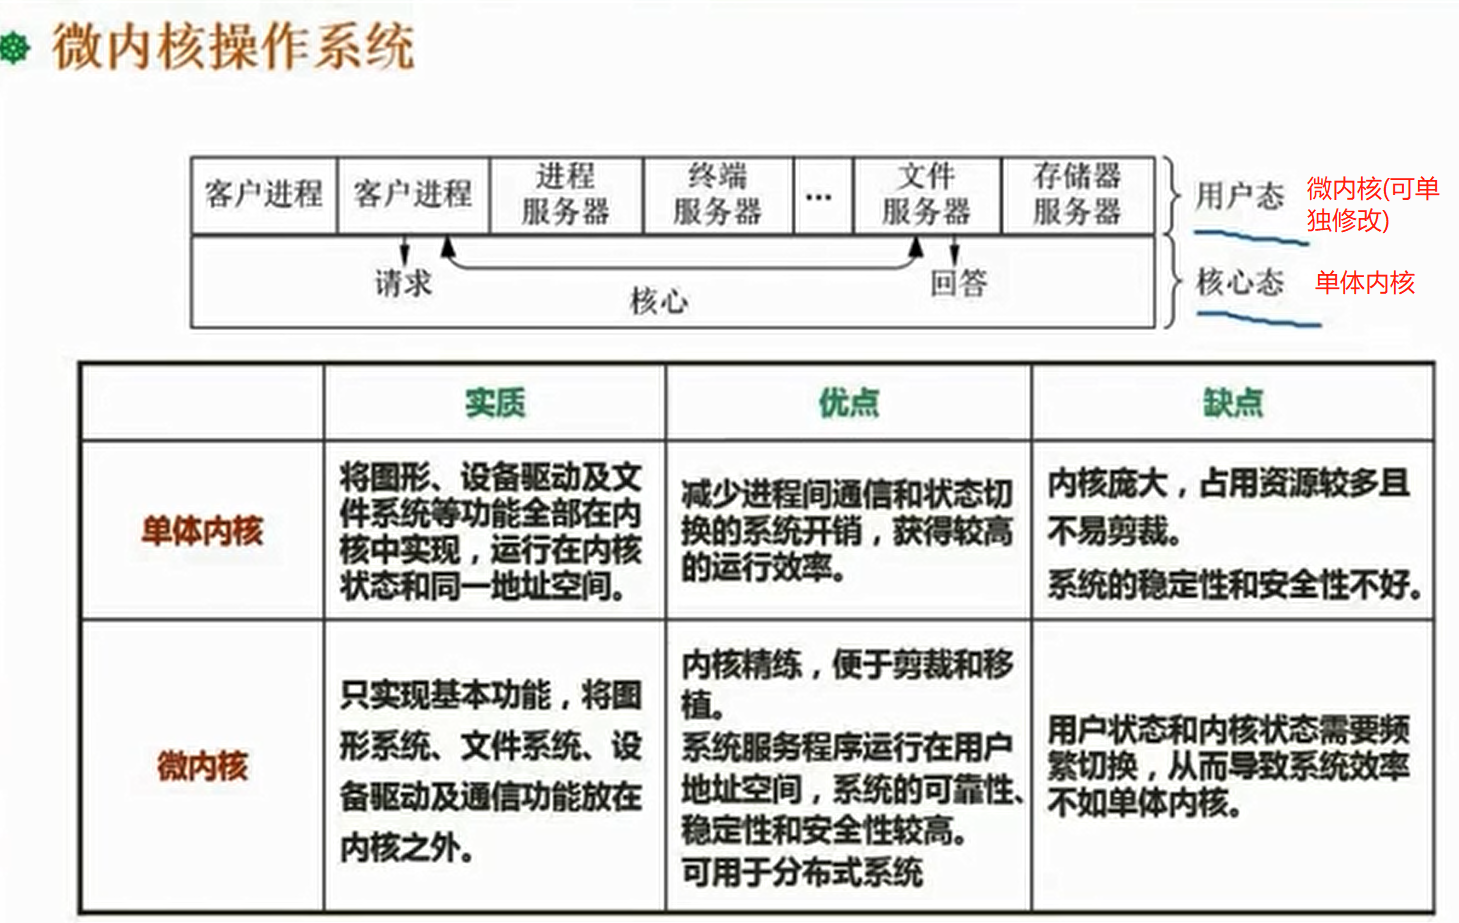 微内核操作系统
客户进程
客户进程
进程
服务器
终端
服务器
...
文件
服务器
存储器
服务器
用户态
微内核(可单
独修改)
请求
核心
回答
核心态
单体内核
实质
优点
缺点
单体内核
将图形、设备驱动及文
件系统等功能全部在内
核中实现，运行在内核
状态和同一地址空间。
减少进程间通信和状态切
换的系统开销，获得较高
的运行效率。
内核庞大，占用资源较多且
不易剪裁。
系统的稳定性和安全性不好。
微内核
只实现基本功能，将图
形系统、文件系统、设
备驱动及通信功能放在
内核之外。
内核精练，便于剪裁和移
植。
系统服务程序运行在用户
地址空间，系统的可靠性、
稳定性和安全性较高。
可用于分布式系统
用户状态和内核状态需要频
繁切换，从而导致系统效率
不如单体内核。